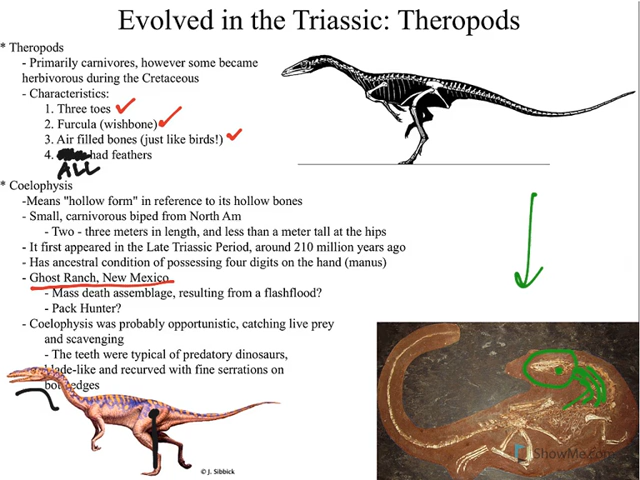 Evolved in the Triassic: Theropods
* Theropods
- Primarily carnivores, however some became
herbivorous during the Cretaceous
- Characteristics:
1. Three toes
2. Furcula (wishbone)
3. Air filled bones (just like birds!)
4. had feathers
ALL
* Coelophysis
-Means "hollow form" in reference to its hollow bones
- Small, carnivorous biped from North Am
- Two - three meters in length, and less than a meter tall at the hips
- It first appeared in the Late Triassic Period, around 210 million years ago
- Has ancestral condition of possessing four digits on the hand (manus)
- Ghost Ranch, New Mexico
- Mass death assemblage, resulting from a flashflood?
- Pack Hunter?
- Coelophysis was probably opportunistic, catching live prey
and scavenging
- The teeth were typical of predatory dinosaurs,
blade-like and recurved with fine serrations on
both edges
© J. Sibbick
ShowMe.com